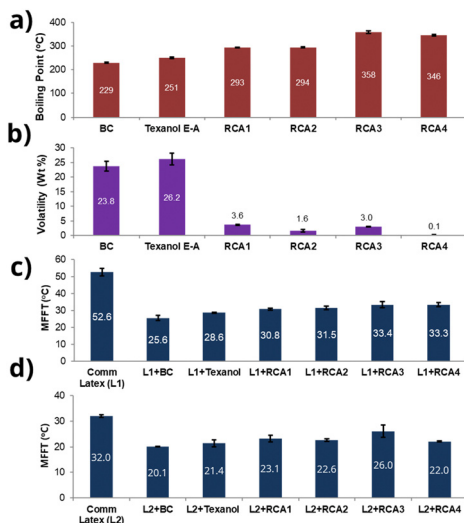 a)
Boiling Point (°C)
400
300
200
100
0
229
251
293
294
358
346
BC
Texanol E-A
RCA1
RCA2
RCA3
RCA4
b)
Volatility (Wt %)
30
25
20
15
10
5
0
23.8
26.2
3.6
1.6
3.0
0.1
BC
Texanol E-A
RCA1
RCA2
RCA3
RCA4
c)
MFFT (°C)
60
50
40
30
20
10
0
52.6
25.6
28.6
30.8
31.5
33.4
33.3
Comm
Latex (L1)
L1+BC
L1+Texanol
L1+RCA1
L1+RCA2
L1+RCA3
L1+RCA4
d)
MFFT (°C)
40
30
20
10
0
32.0
20.1
21.4
23.1
22.6
26.0
22.0
Comm
Latex (L2)
L2+BC
L2+Texanol
L2+RCA1
L2+RCA2
L2+RCA3
L2+RCA4